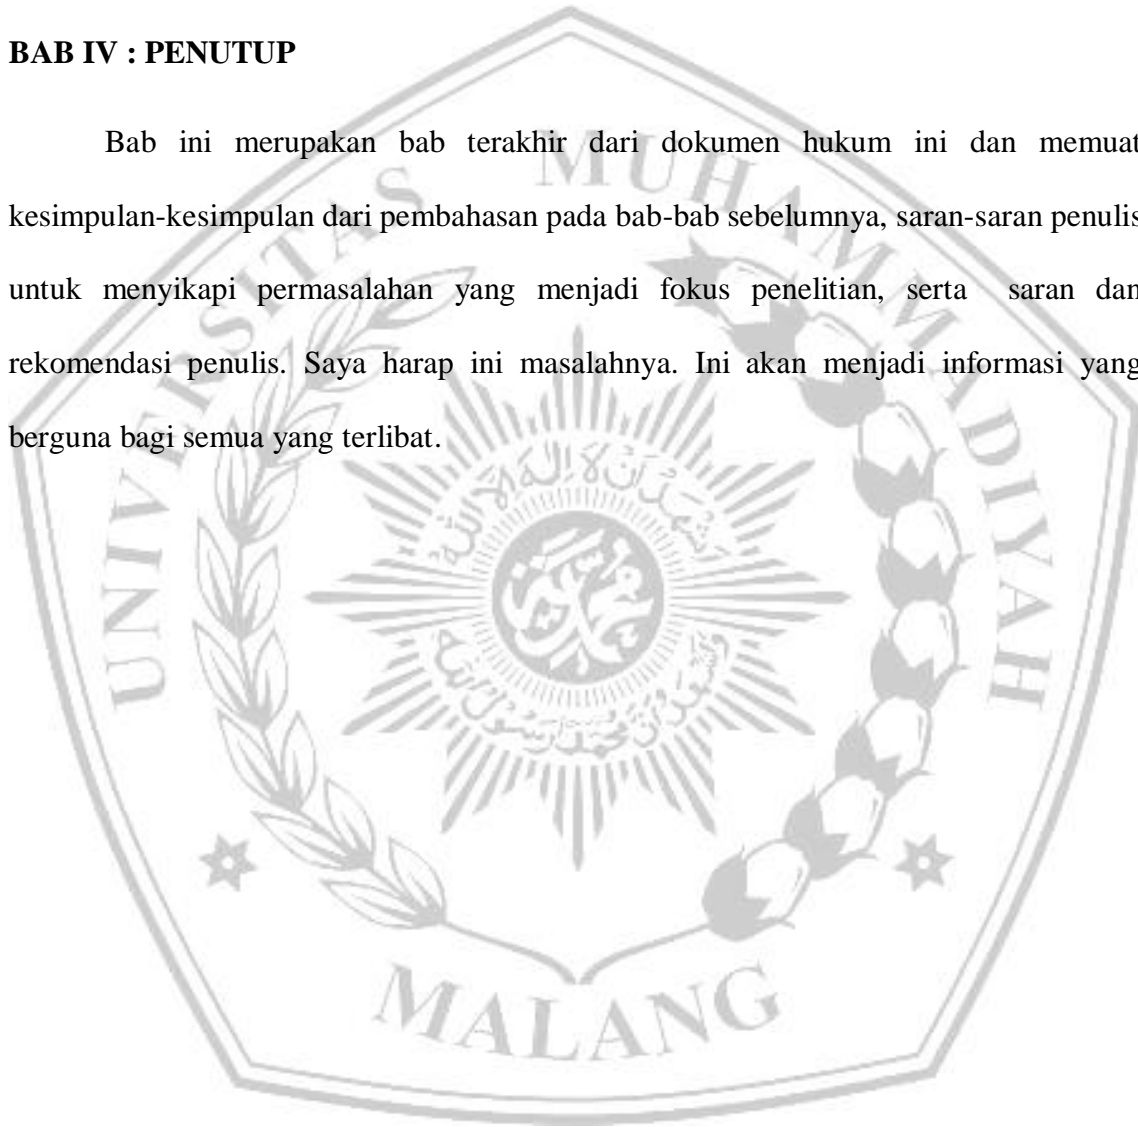 BAB IV : PENUTUP
Bab ini merupakan bab terakhir dari dokumen hukum ini dan memuat
kesimpulan-kesimpulan dari pembahasan pada bab-bab sebelumnya, saran-saran penulis
untuk menyikapi permasalahan yang menjadi fokus penelitian, serta saran dan
rekomendasi penulis. Saya harap ini masalahnya. Ini akan menjadi informasi yang
berguna bagi semua yang terlibat.
UNIVERSITAS MUHAMMADIYAH
MALANG